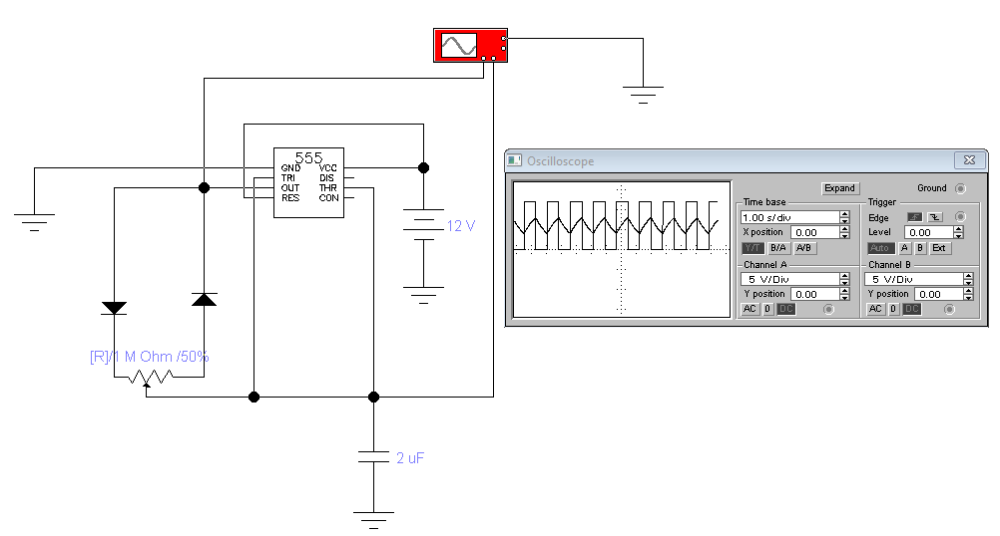 555
GND VCC
TRI DIS
OUT THR
RES CON
12 V
[R]/1 M Ohm /50%
2 uF
Oscilloscope
Expand
Ground
Time base
1.00 s/div
X position 0.00
Y/T B/A A/B
Trigger
Edge
Level 0.00
Auto A B Ext
Channel A
5 V/Div
Y position 0.00
AC 0 DC
Channel B
5 V/Div
Y position 0.00
AC 0 DC